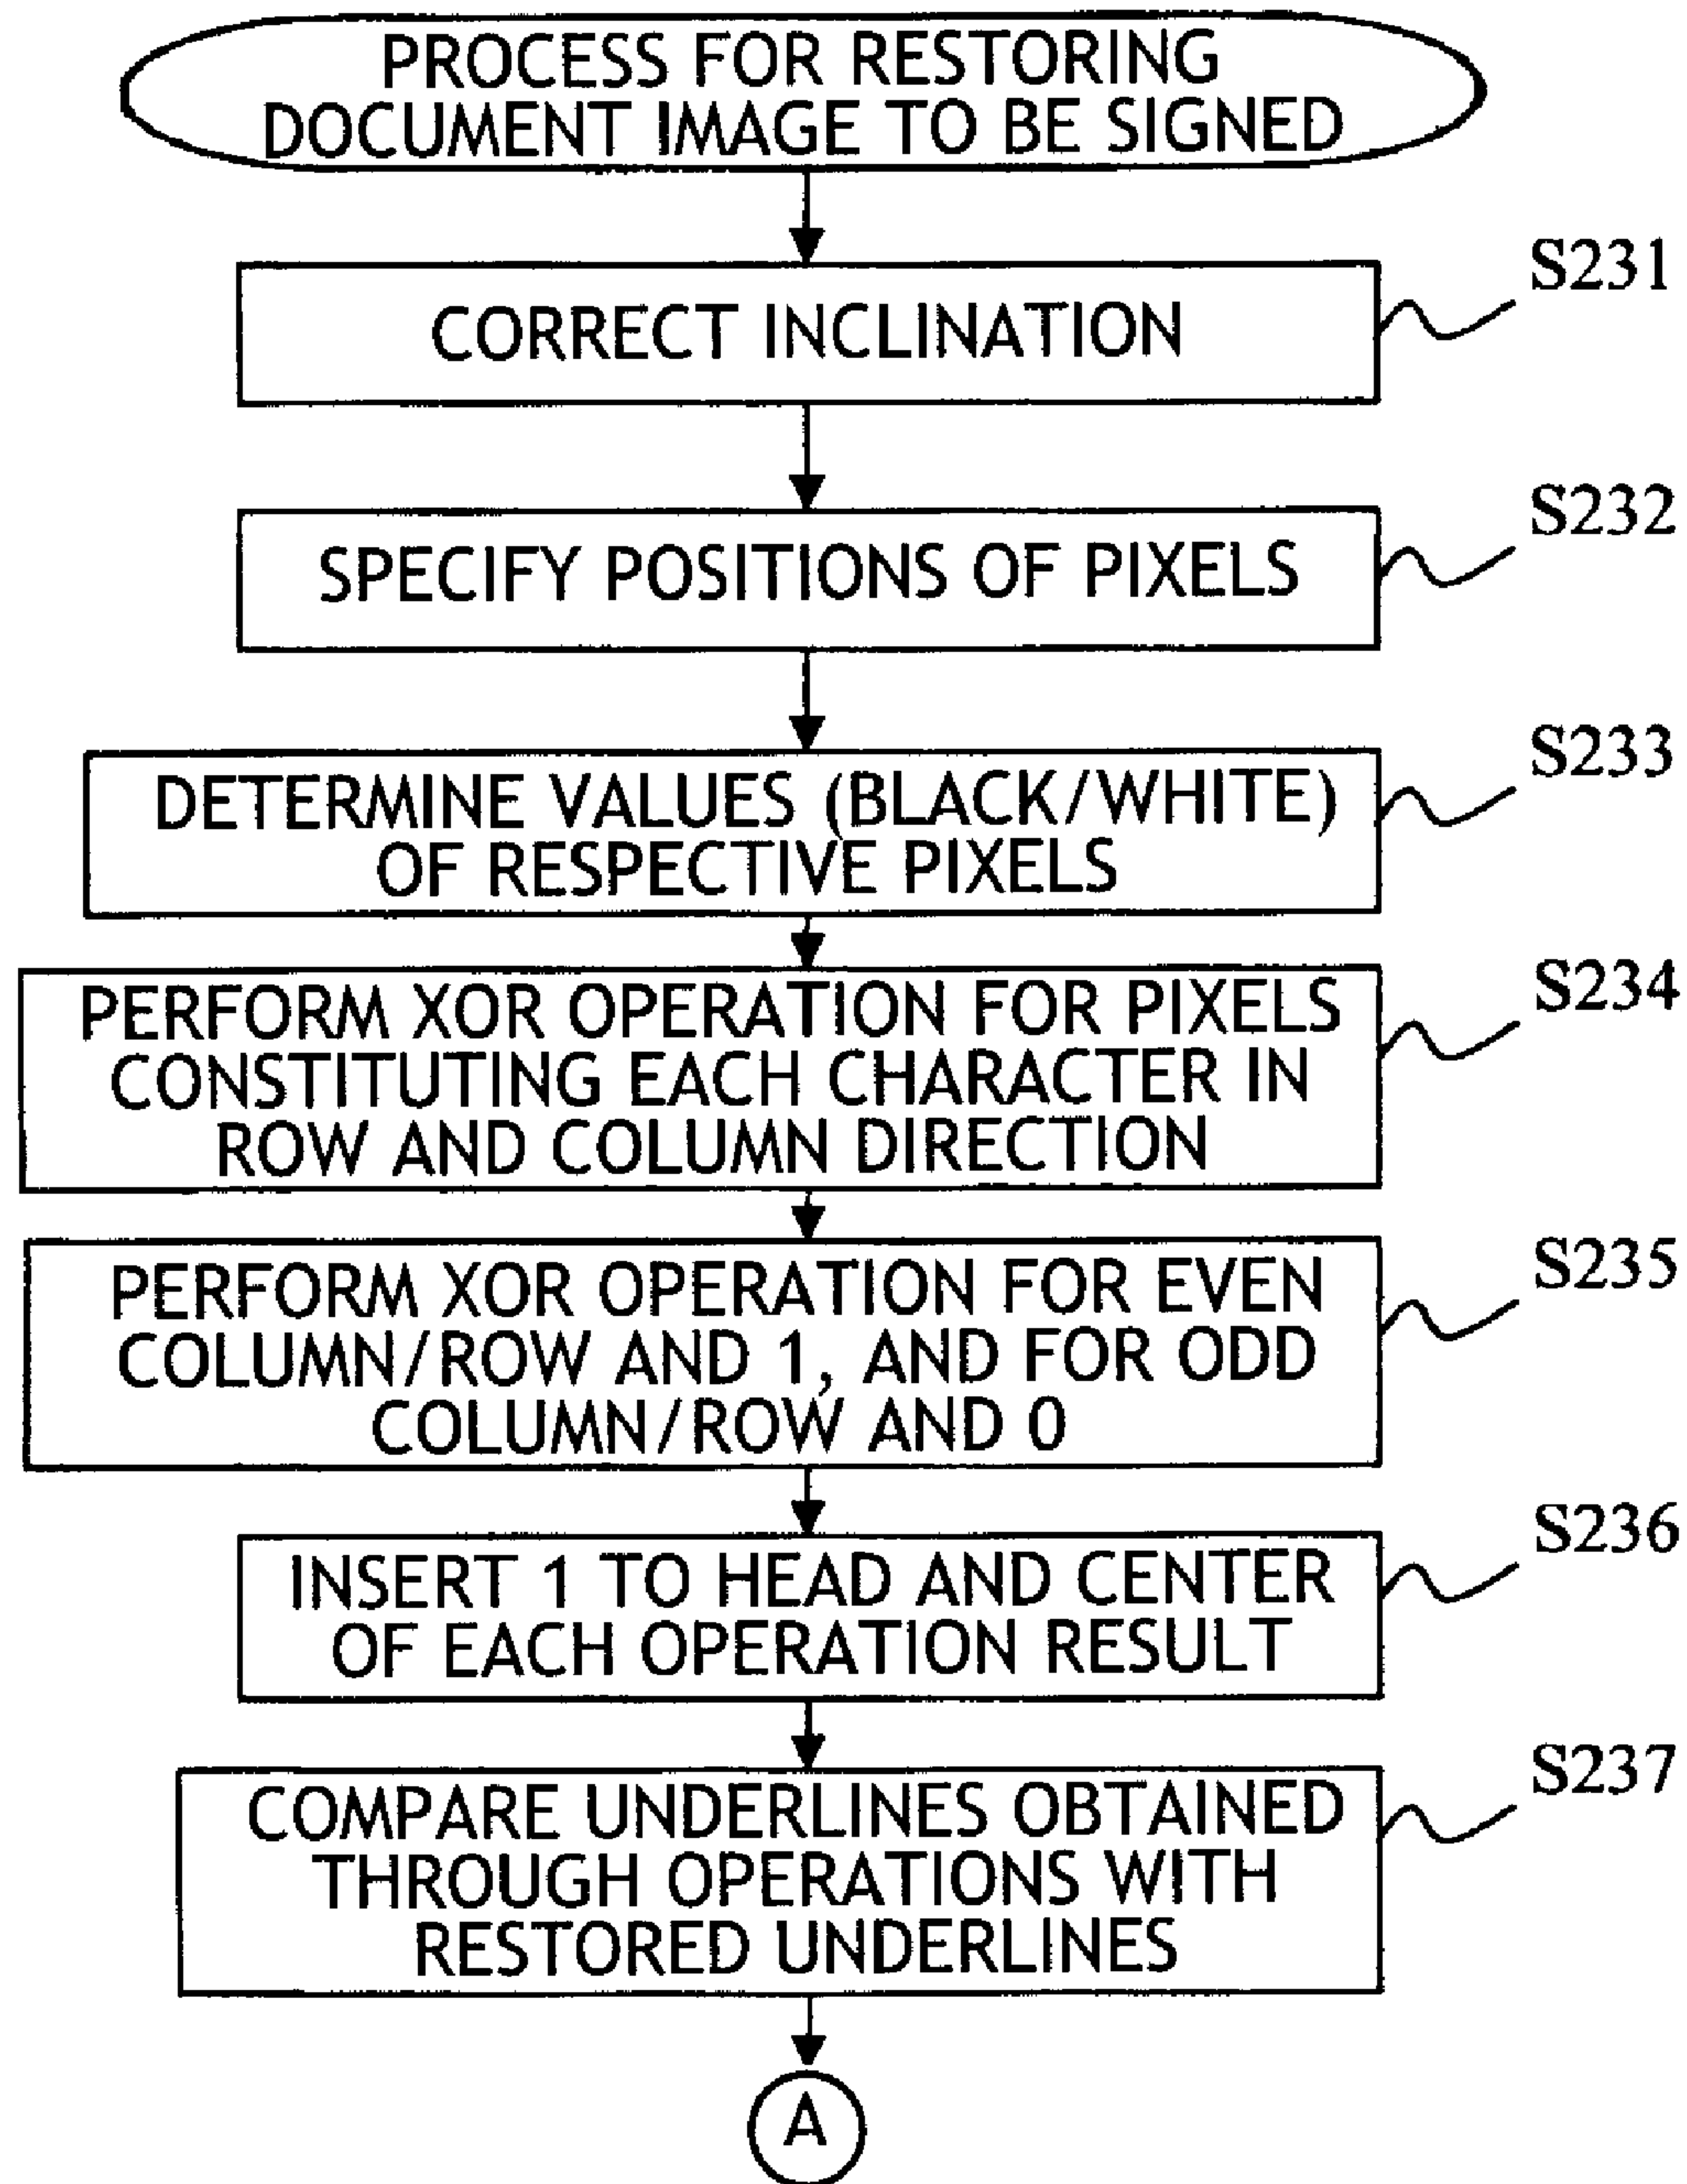 PROCESS FOR RESTORING
DOCUMENT IMAGE TO BE SIGNED
S231
CORRECT INCLINATION
S232
SPECIFY POSITIONS OF PIXELS
S233
DETERMINE VALUES (BLACK/WHITE)
OF RESPECTIVE PIXELS
S234
PERFORM XOR OPERATION FOR PIXELS
CONSTITUTING EACH CHARACTER IN
ROW AND COLUMN DIRECTION
S235
PERFORM XOR OPERATION FOR EVEN
COLUMN/ROW AND 1, AND FOR ODD
COLUMN/ROW AND 0
S236
INSERT 1 TO HEAD AND CENTER
OF EACH OPERATION RESULT
S237
COMPARE UNDERLINES OBTAINED
THROUGH OPERATIONS WITH
RESTORED UNDERLINES
A